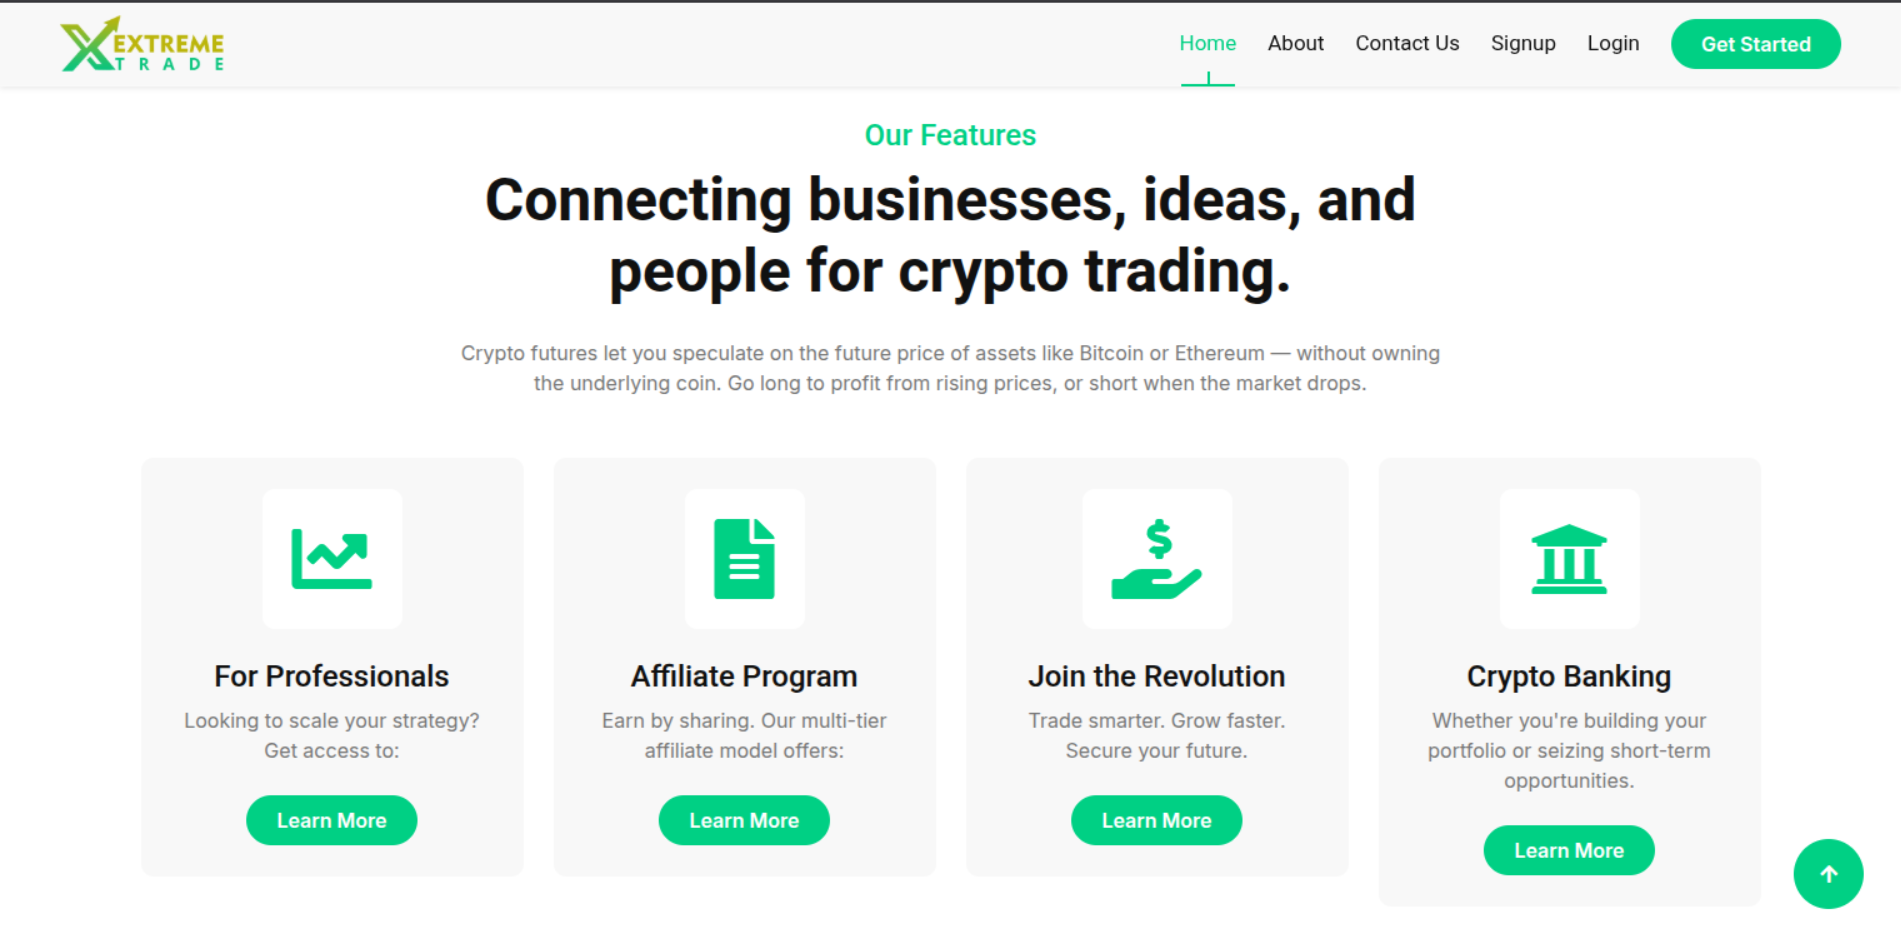 EXTREME
TRADE
Home About Contact Us Signup Login Get Started
Our Features
Connecting businesses, ideas, and
people for crypto trading.
Crypto futures let you speculate on the future price of assets like Bitcoin or Ethereum — without owning
the underlying coin. Go long to profit from rising prices, or short when the market drops.
For Professionals
Looking to scale your strategy?
Get access to:
Learn More
Affiliate Program
Earn by sharing. Our multi-tier
affiliate model offers:
Learn More
Join the Revolution
Trade smarter. Grow faster.
Secure your future.
Learn More
Crypto Banking
Whether you're building your
portfolio or seizing short-term
opportunities.
Learn More